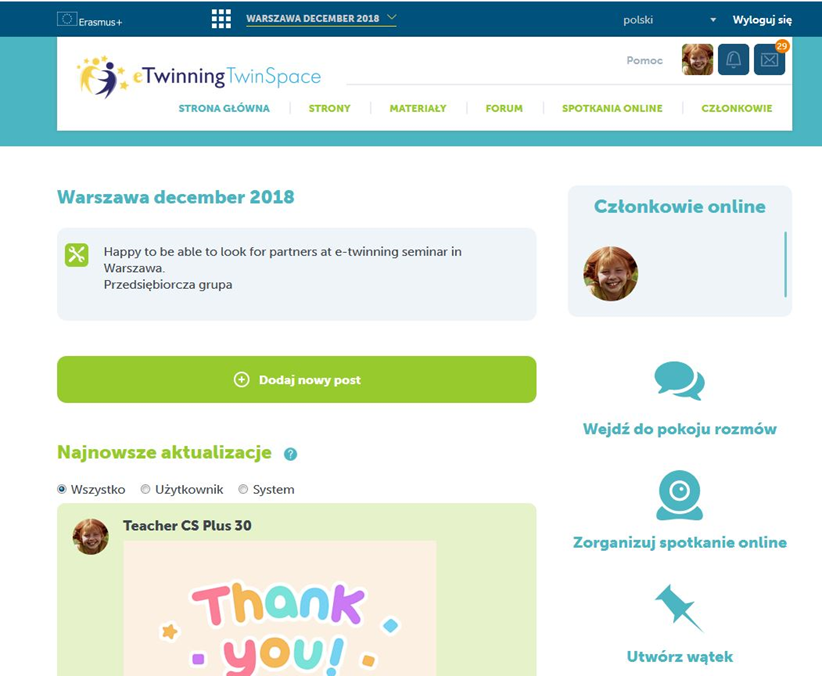 Erasmus+
WARSZAWA DECEMBER 2018
polski
Wyloguj się
eTwinningTwinSpace
Pomoc
29
STRONA GŁÓWNA
STRONY
MATERIAŁY
FORUM
SPOTKANIA ONLINE
CZŁONKOWIE
Warszawa december 2018
Happy to be able to look for partners at e-twinning seminar in
Warszawa.
Przedsiębiorcza grupa
Dodaj nowy post
Najnowsze aktualizacje ?
Wszystko
Użytkownik
System
Teacher CS Plus 30
Thank
you!
Członkowie online
Wejdź do pokoju rozmów
Zorganizuj spotkanie online
Utwórz wątek